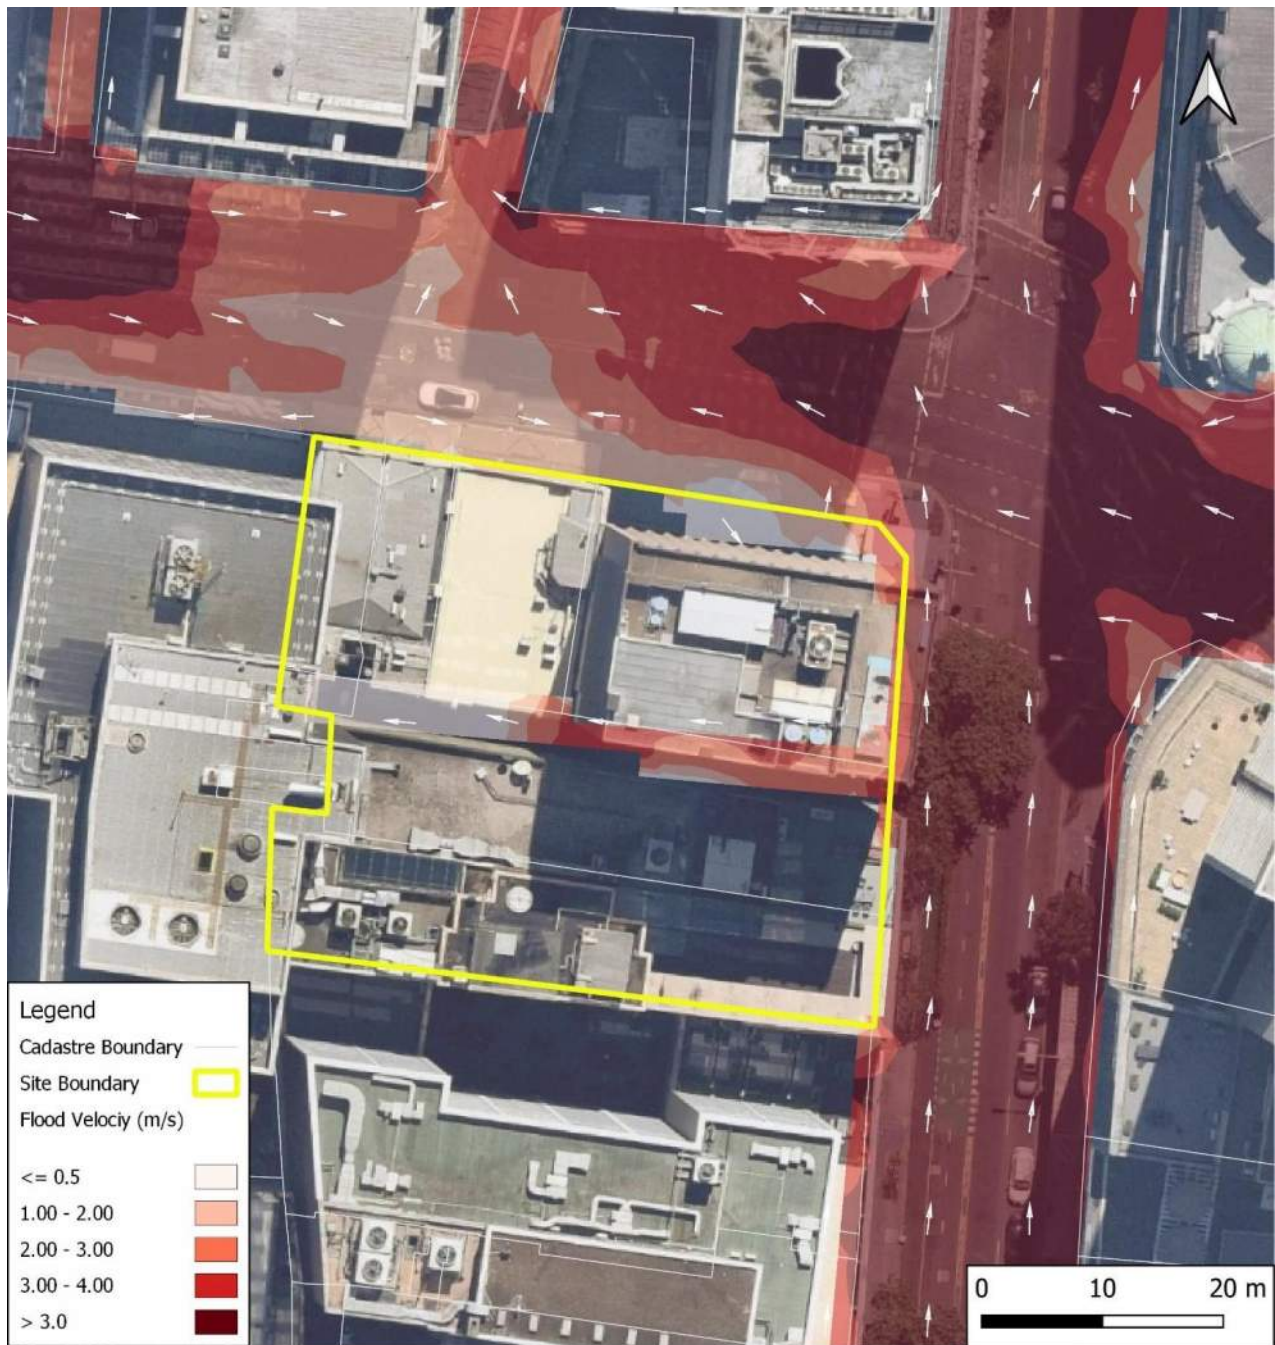 Legend
Cadastre Boundary
Site Boundary
Flood Velociy (m/s)
<= 0.5
1.00 - 2.00
2.00 - 3.00
3.00 - 4.00
> 3.0
0 10 20 m